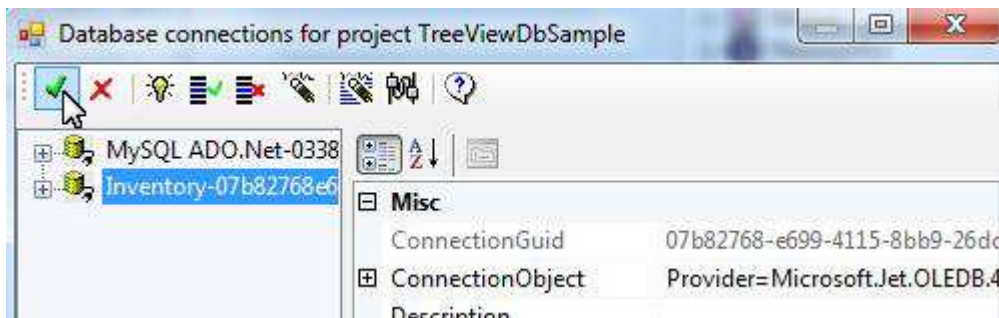 Database connections for project TreeViewDbSample
MySQL ADO.Net-0338
Inventory-07b82768e6
Misc
ConnectionGuid 07b82768-e699-4115-8bb9-26dc
ConnectionObject Provider=Microsoft.Jet.OLEDB.4
Description